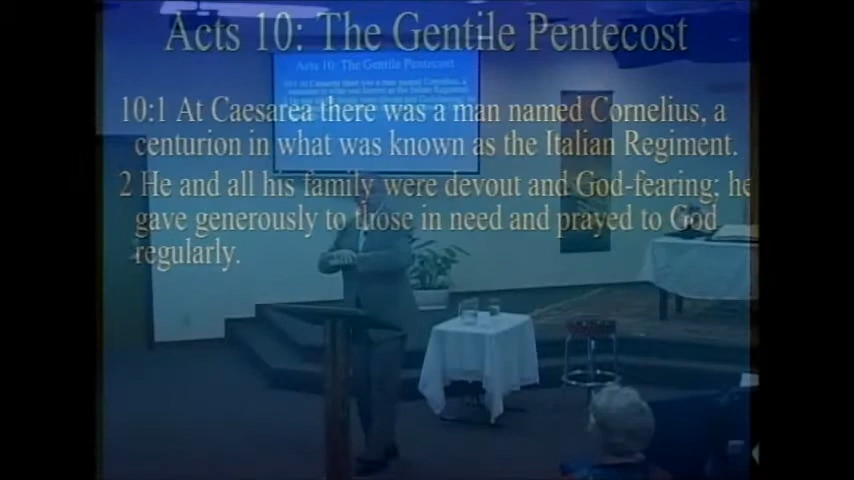 Acts 10: The Gentile Pentecost
Acts 10: The Gentile Pentecost
10:1 At Caesarea there was a man named Cornelius, a
centurion in what was known as the Italian Regiment.
2 He and all his family were devout and God-fearing; he
gave generously to those in need and prayed to God
regularly.